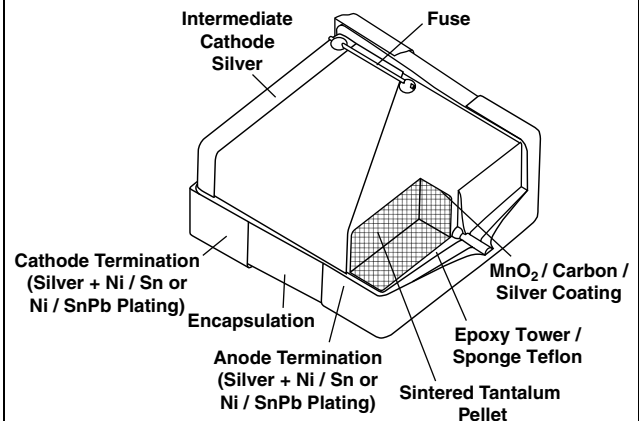 Intermediate
Cathode
Silver
Fuse
Cathode Termination
(Silver + Ni / Sn or
Ni / SnPb Plating)
Encapsulation
Anode Termination
(Silver + Ni / Sn or
Ni / SnPb Plating)
MnO₂ / Carbon /
Silver Coating
Epoxy Tower /
Sponge Teflon
Sintered Tantalum
Pellet